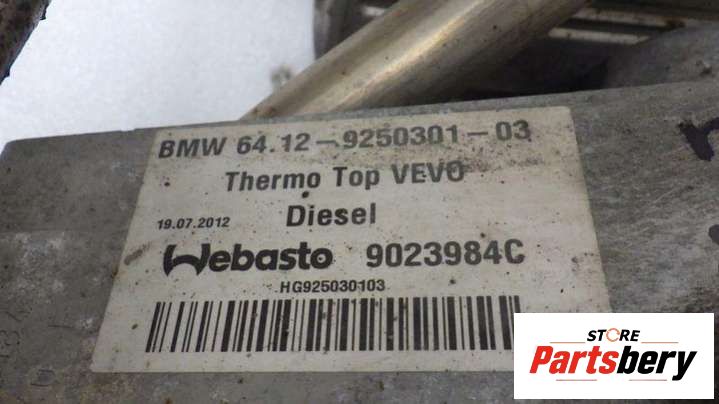 BMW 64.12-9250301-03
Thermo Top VEVO
19.07.2012 Diesel
Webasto 9023984C
HG925030103
STORE
Partsbery